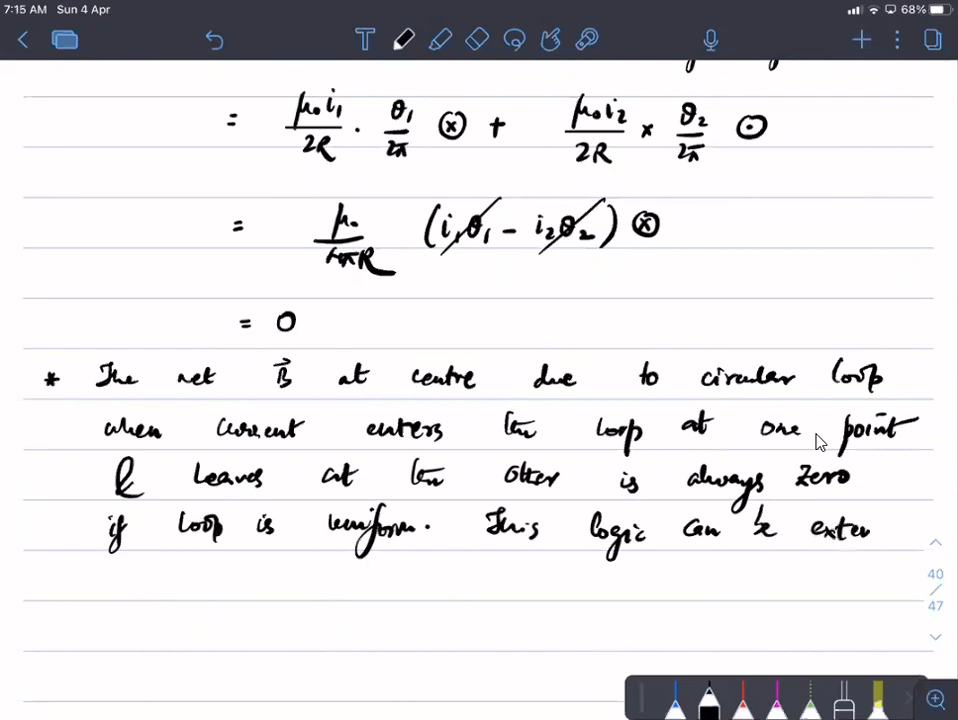 7:15 AM Sun 4 Apr 68%
= μ₀i₁/2R · θ₁/2π ⊗ + μ₀i₂/2R × θ₂/2π ⊙
= μ₀/4πR (i₁θ₁ - i₂θ₂) ⊗
= 0
* The net B⃗ at centre due to circular loop
when current enters the loop at one point
& leaves at the other is always zero
if loop is uniform. This logic can be exten
40
/
47